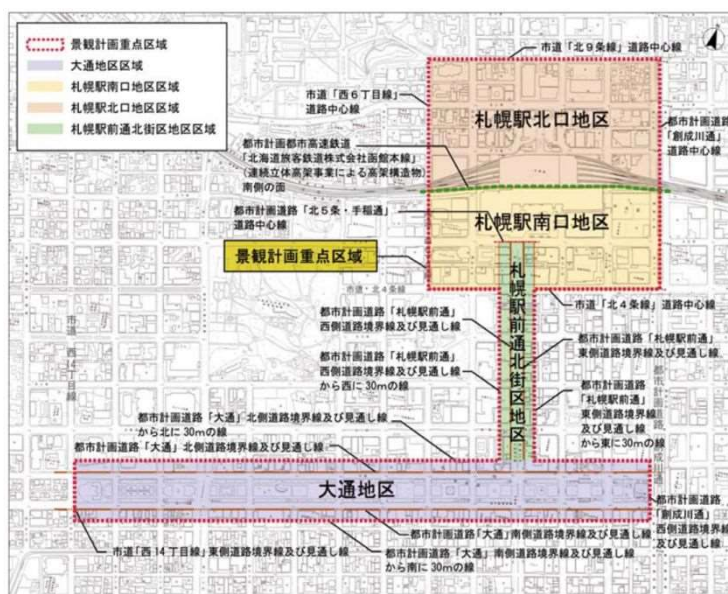 景観計画重点区域
大通地区区域
札幌駅南口地区区域
札幌駅北口地区区域
札幌駅前通北街区地区区域
市道「北9条線」道路中心線
市道「西6丁目線」
道路中心線
札幌駅北口地区
都市計画道路
「創成川通」
道路中心線
都市計画都市高速鉄道
「北海道旅客鉄道株式会社函館本線」
(連続立体高架事業による高架構造物)
南側の面
都市計画道路「北5条・手稲通」
道路中心線
札幌駅南口地区
景観計画重点区域
市道・北4条線
市道「北4条線」道路中心線
札幌駅前通北街区地区
都市計画道路「札幌駅前通」
西側道路境界線及び見通し線
都市計画道路「札幌駅前通」
東側道路境界線及び見通し線
都市計画道路「札幌駅前通」
西側道路境界線及び見通し線
から西に30mの線
都市計画道路
「札幌駅前通」
東側道路境界線
及び見通し線
から東に30mの線
市道 西14丁目線
都市計画道路「大通」北側道路境界線及び見通し線
から北に30mの線
都市計画道路「大通」北側道路境界線及び見通し線
大通地区
都市計画道路
「創成川通」
西側道路境界線
及び見通し線
都市計画道路「大通」南側道路境界線及び見通し線
市道「西14丁目線」東側道路境界線及び見通し線
都市計画道路「大通」南側道路境界線及び見通し線
から南に30mの線